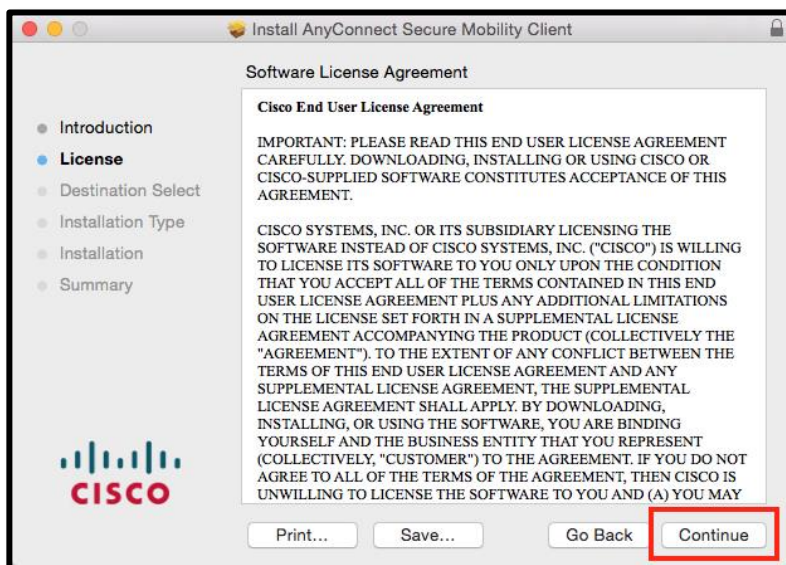 Install AnyConnect Secure Mobility Client
Software License Agreement
Introduction
License
Destination Select
Installation Type
Installation
Summary
CISCO
Cisco End User License Agreement
IMPORTANT: PLEASE READ THIS END USER LICENSE AGREEMENT
CAREFULLY. DOWNLOADING, INSTALLING OR USING CISCO OR
CISCO-SUPPLIED SOFTWARE CONSTITUTES ACCEPTANCE OF THIS
AGREEMENT.
CISCO SYSTEMS, INC. OR ITS SUBSIDIARY LICENSING THE
SOFTWARE INSTEAD OF CISCO SYSTEMS, INC. ("CISCO") IS WILLING
TO LICENSE ITS SOFTWARE TO YOU ONLY UPON THE CONDITION
THAT YOU ACCEPT ALL OF THE TERMS CONTAINED IN THIS END
USER LICENSE AGREEMENT PLUS ANY ADDITIONAL LIMITATIONS
ON THE LICENSE SET FORTH IN A SUPPLEMENTAL LICENSE
AGREEMENT ACCOMPANYING THE PRODUCT (COLLECTIVELY THE
"AGREEMENT"). TO THE EXTENT OF ANY CONFLICT BETWEEN THE
TERMS OF THIS END USER LICENSE AGREEMENT AND ANY
SUPPLEMENTAL LICENSE AGREEMENT, THE SUPPLEMENTAL
LICENSE AGREEMENT SHALL APPLY. BY DOWNLOADING,
INSTALLING, OR USING THE SOFTWARE, YOU ARE BINDING
YOURSELF AND THE BUSINESS ENTITY THAT YOU REPRESENT
(COLLECTIVELY, "CUSTOMER") TO THE AGREEMENT. IF YOU DO NOT
AGREE TO ALL OF THE TERMS OF THE AGREEMENT, THEN CISCO IS
UNWILLING TO LICENSE THE SOFTWARE TO YOU AND (A) YOU MAY
Print... Save... Go Back Continue